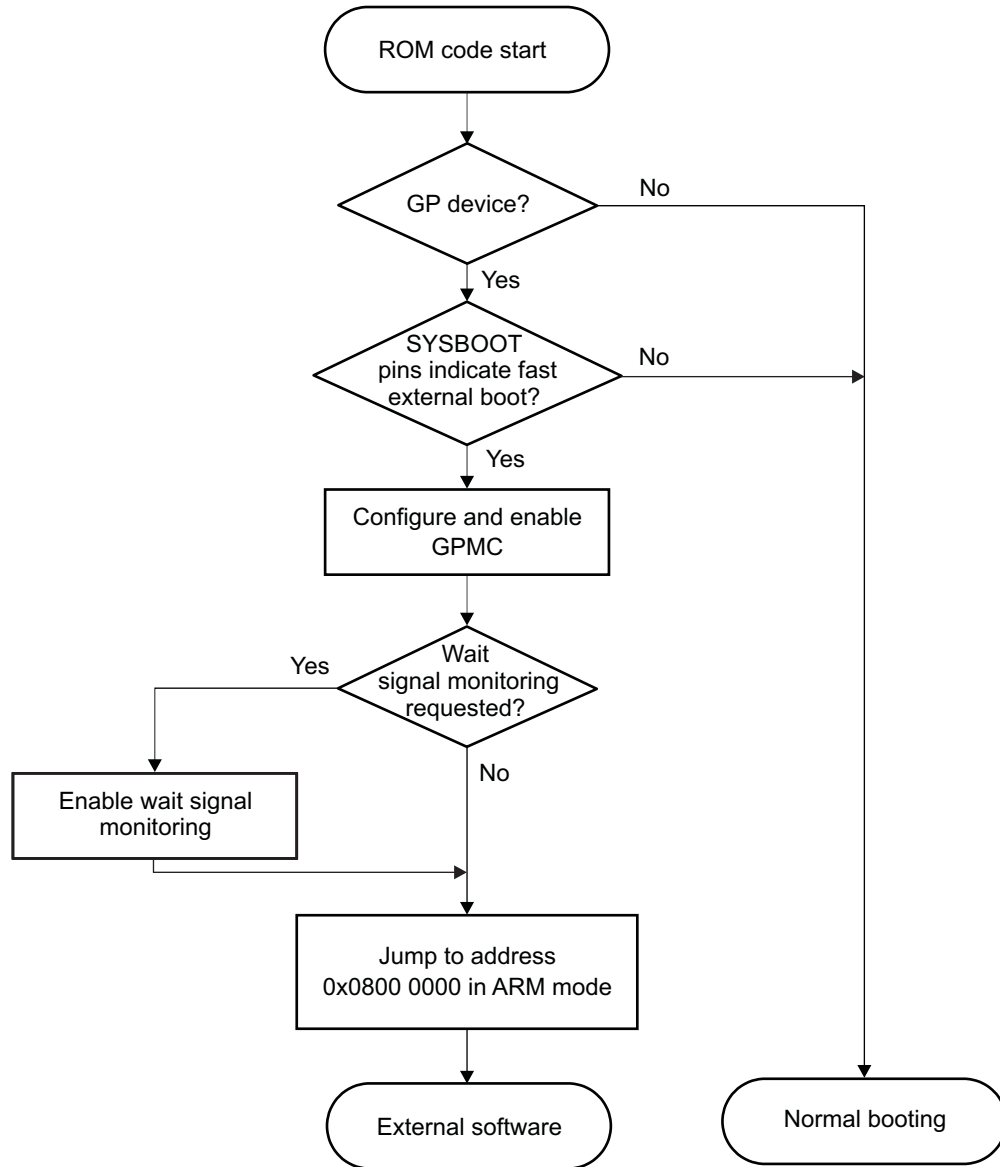 ROM code start
GP device?
No
Yes
SYSBOOT
pins indicate fast
external boot?
No
Yes
Configure and enable
GPMC
Wait
signal monitoring
requested?
Yes
No
Enable wait signal
monitoring
Jump to address
0x0800 0000 in ARM mode
External software
Normal booting